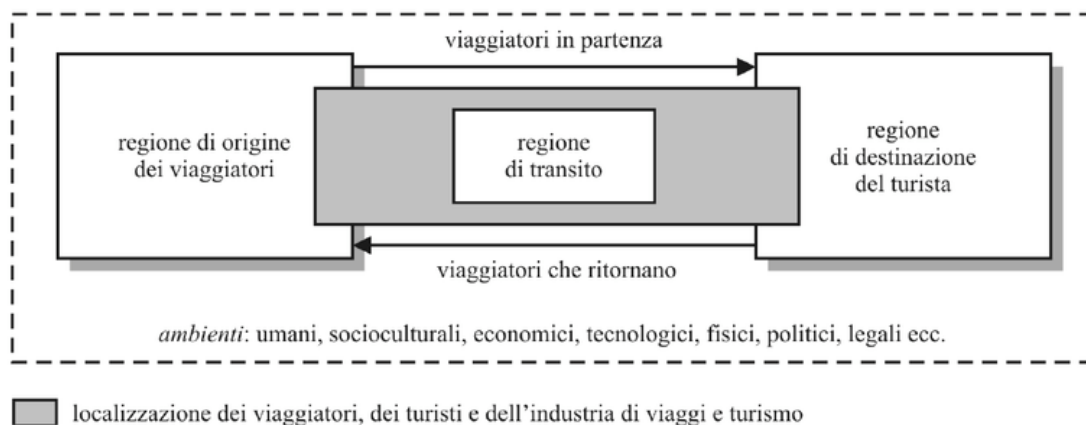 viaggiatori in partenza
regione di origine
dei viaggiatori
regione
di transito
regione
di destinazione
del turista
viaggiatori che ritornano
ambienti: umani, socioculturali, economici, tecnologici, fisici, politici, legali ecc.
localizzazione dei viaggiatori, dei turisti e dell’industria di viaggi e turismo